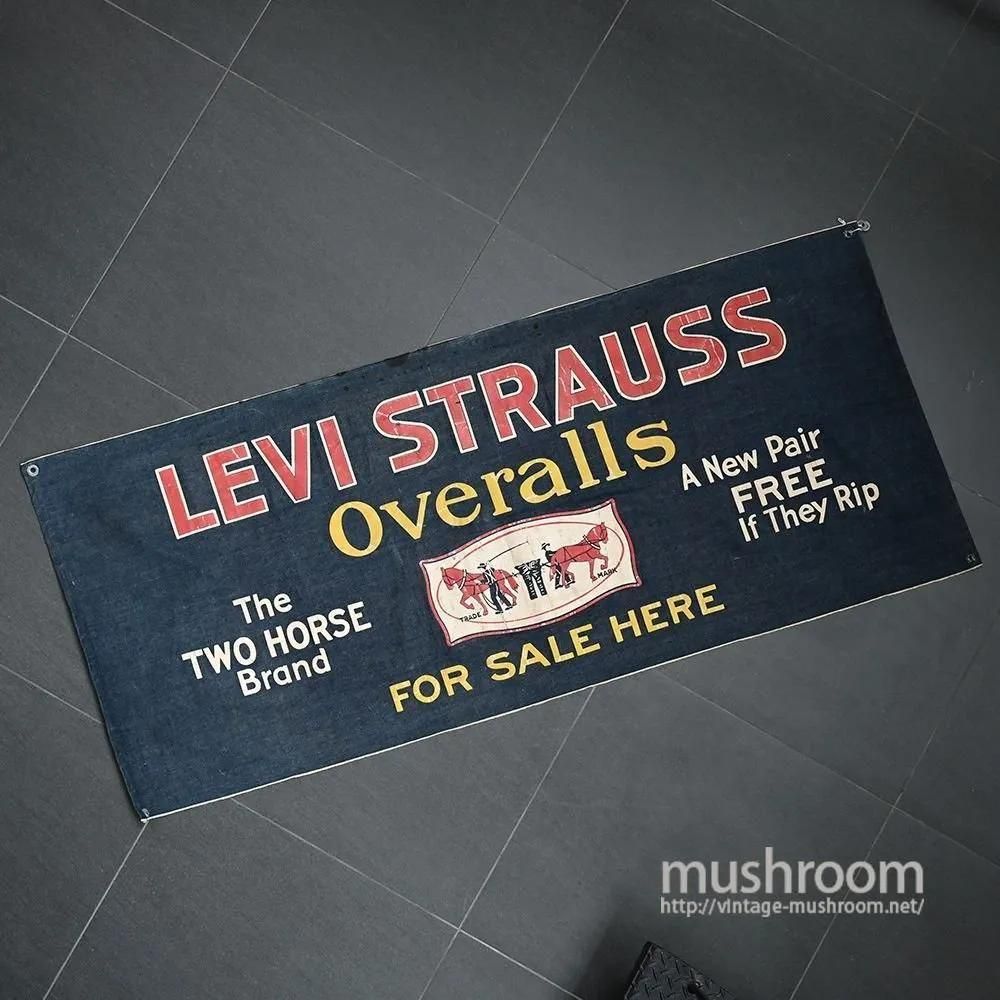 LEVI STRAUSS
Overalls
A New Pair
FREE
If They Rip
TRADE MARK
The
TWO HORSE
Brand
FOR SALE HERE
mushroom
http://vintage-mushroom.net/